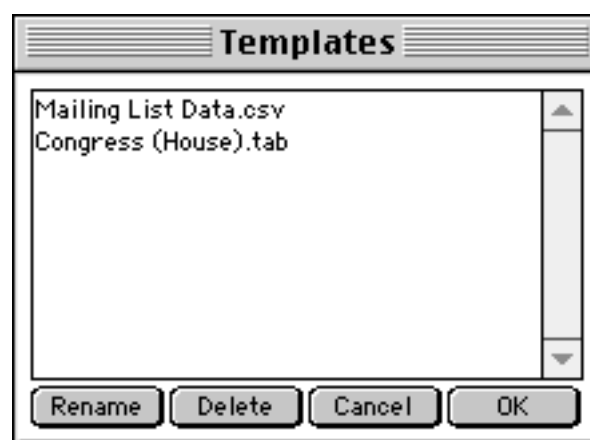 Templates
Mailing List Data.csv
Congress (House).tab
Rename Delete Cancel OK